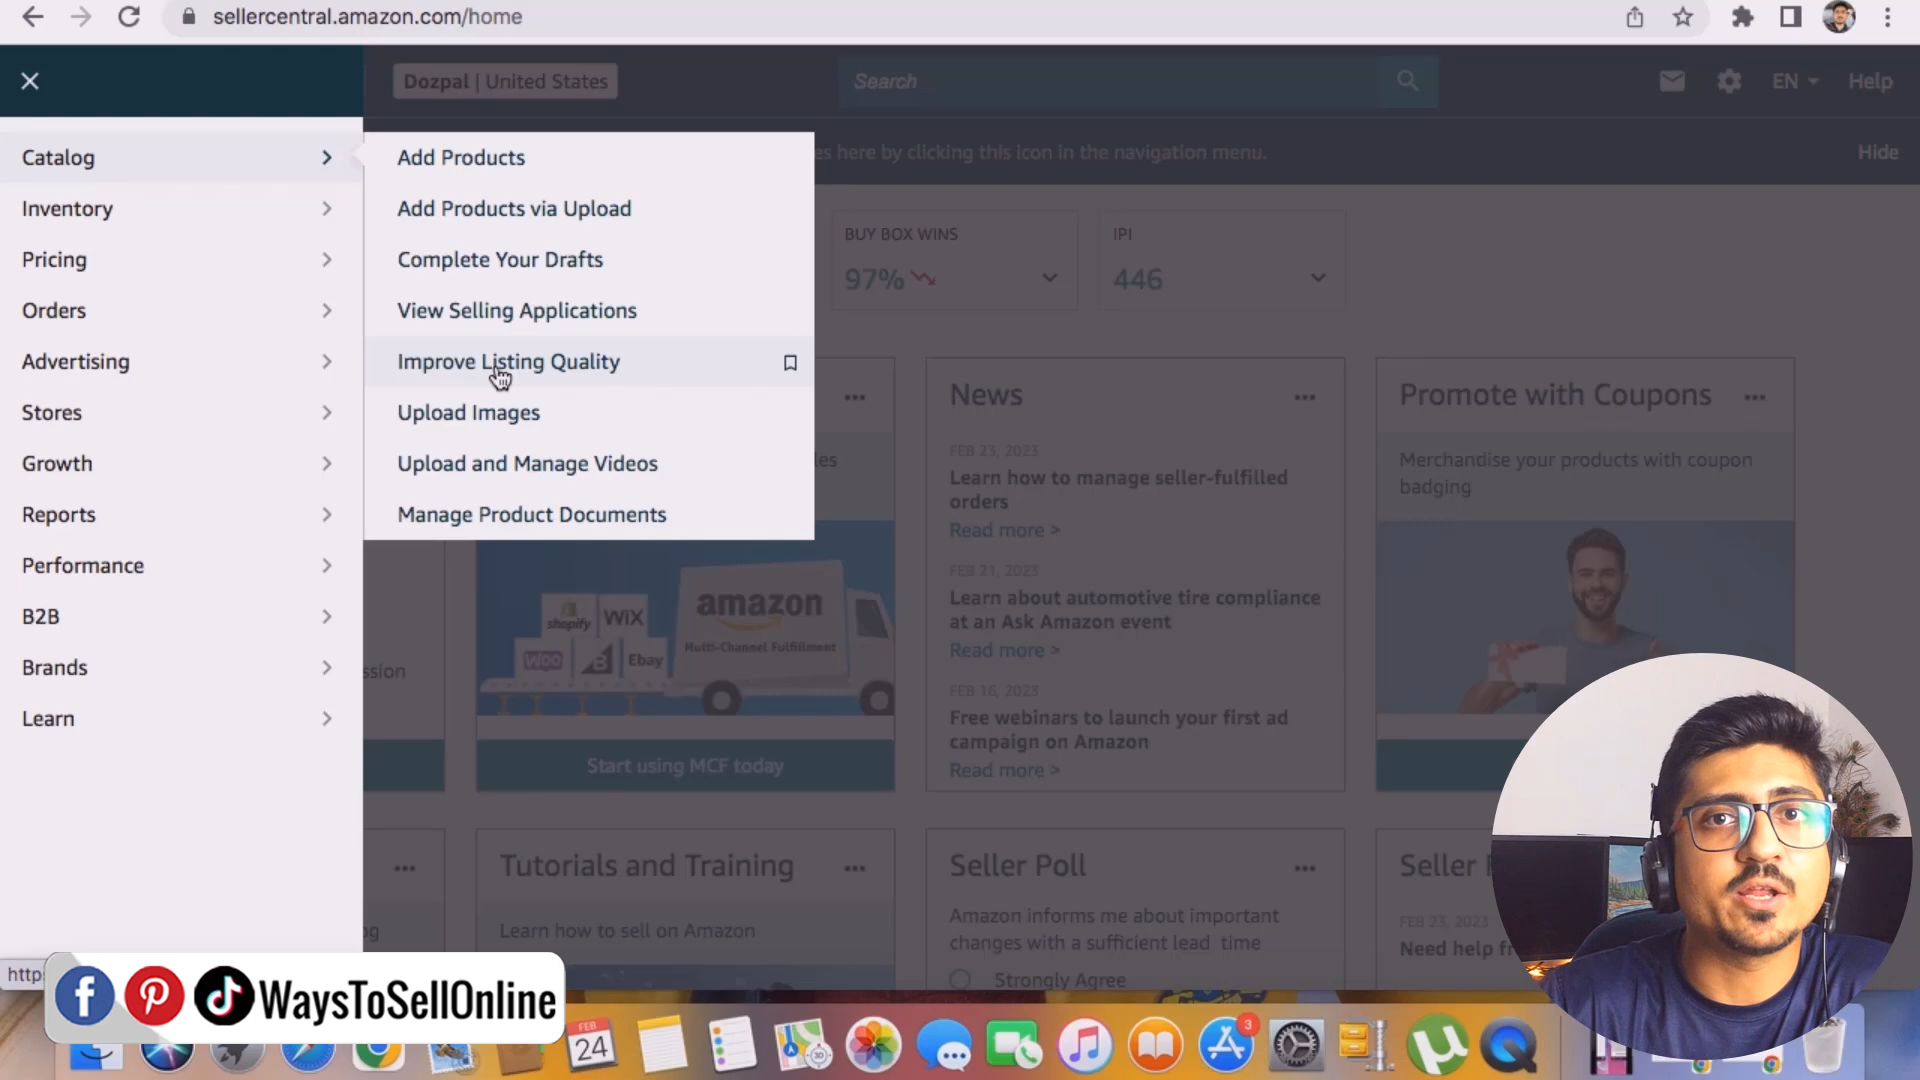 sellercentral.amazon.com/home
Dozpal | United States
Search
EN
Help
es here by clicking this icon in the navigation menu.
Hide
Catalog
Inventory
Pricing
Orders
Advertising
Stores
Growth
Reports
Performance
B2B
Brands
Learn
Add Products
Add Products via Upload
Complete Your Drafts
View Selling Applications
Improve Listing Quality
Upload Images
Upload and Manage Videos
Manage Product Documents
BUY BOX WINS
97%
IPI
446
les
ssion
shopify
WIX
WOO
Ebay
amazon
Multi-Channel Fulfillment
Start using MCF today
News
FEB 23, 2023
Learn how to manage seller-fulfilled
orders
Read more >
FEB 21, 2023
Learn about automotive tire compliance
at an Ask Amazon event
Read more >
FEB 16, 2023
Free webinars to launch your first ad
campaign on Amazon
Read more >
Promote with Coupons
Merchandise your products with coupon
badging
og
Tutorials and Training
Learn how to sell on Amazon
Seller Poll
Amazon informs me about important
changes with a sufficient lead time
Strongly Agree
Seller
FEB 23, 2023
Need help fr
http
WaysToSellOnline
FEB
24
3